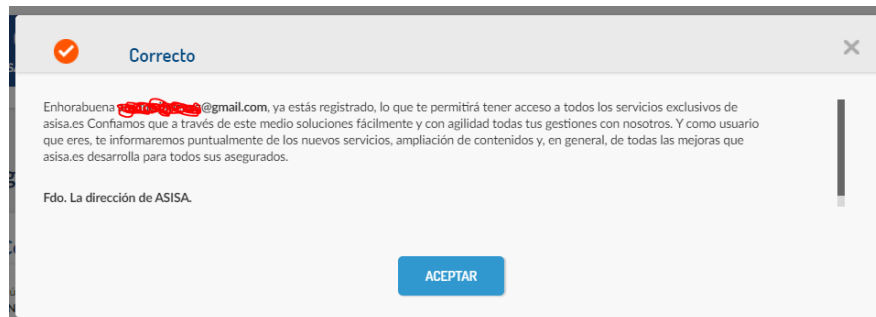 Correcto
Enhorabuena @gmail.com, ya estás registrado, lo que te permitirá tener acceso a todos los servicios exclusivos de
asisa.es Confiamos que a través de este medio soluciones fácilmente y con agilidad todas tus gestiones con nosotros. Y como usuario
que eres, te informaremos puntualmente de los nuevos servicios, ampliación de contenidos y, en general, de todas las mejoras que
asisa.es desarrolla para todos sus asegurados.
Fdo. La dirección de ASISA.
ACEPTAR